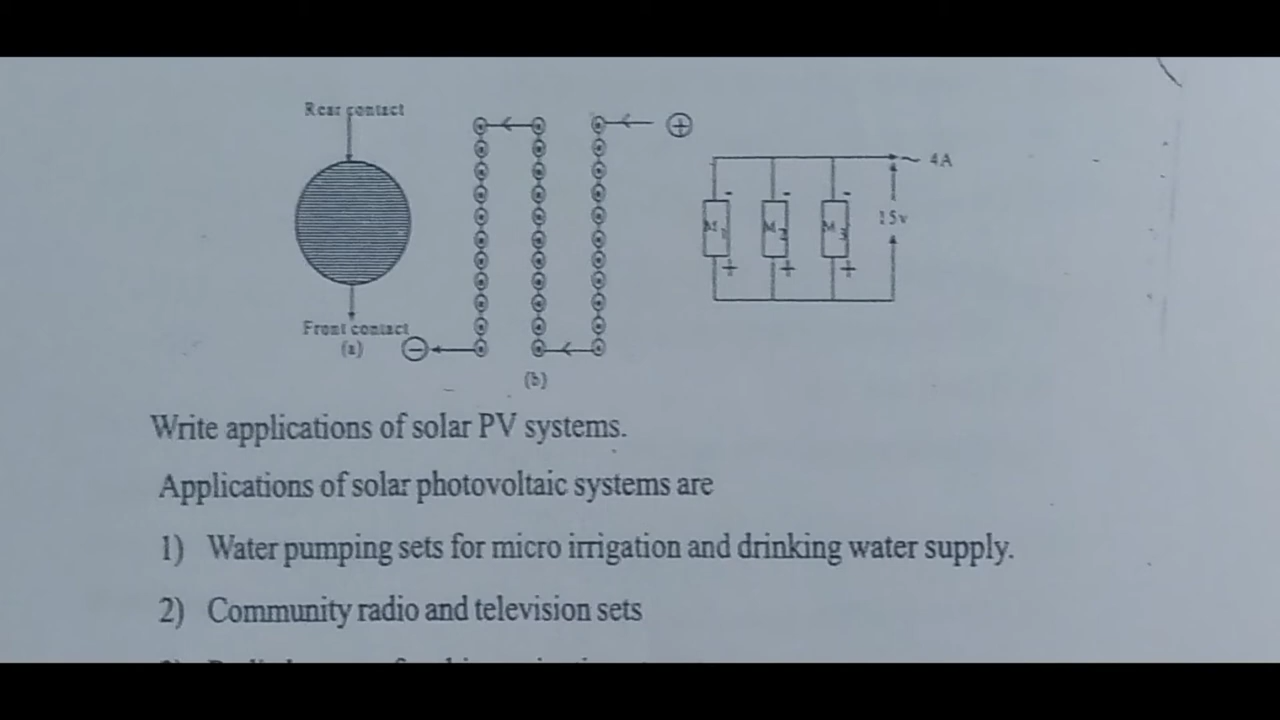 Rear contact
Front contact
(a)
(b)
M1
M2
M3
4A
15v
Write applications of solar PV systems.
Applications of solar photovoltaic systems are
1) Water pumping sets for micro irrigation and drinking water supply.
2) Community radio and television sets